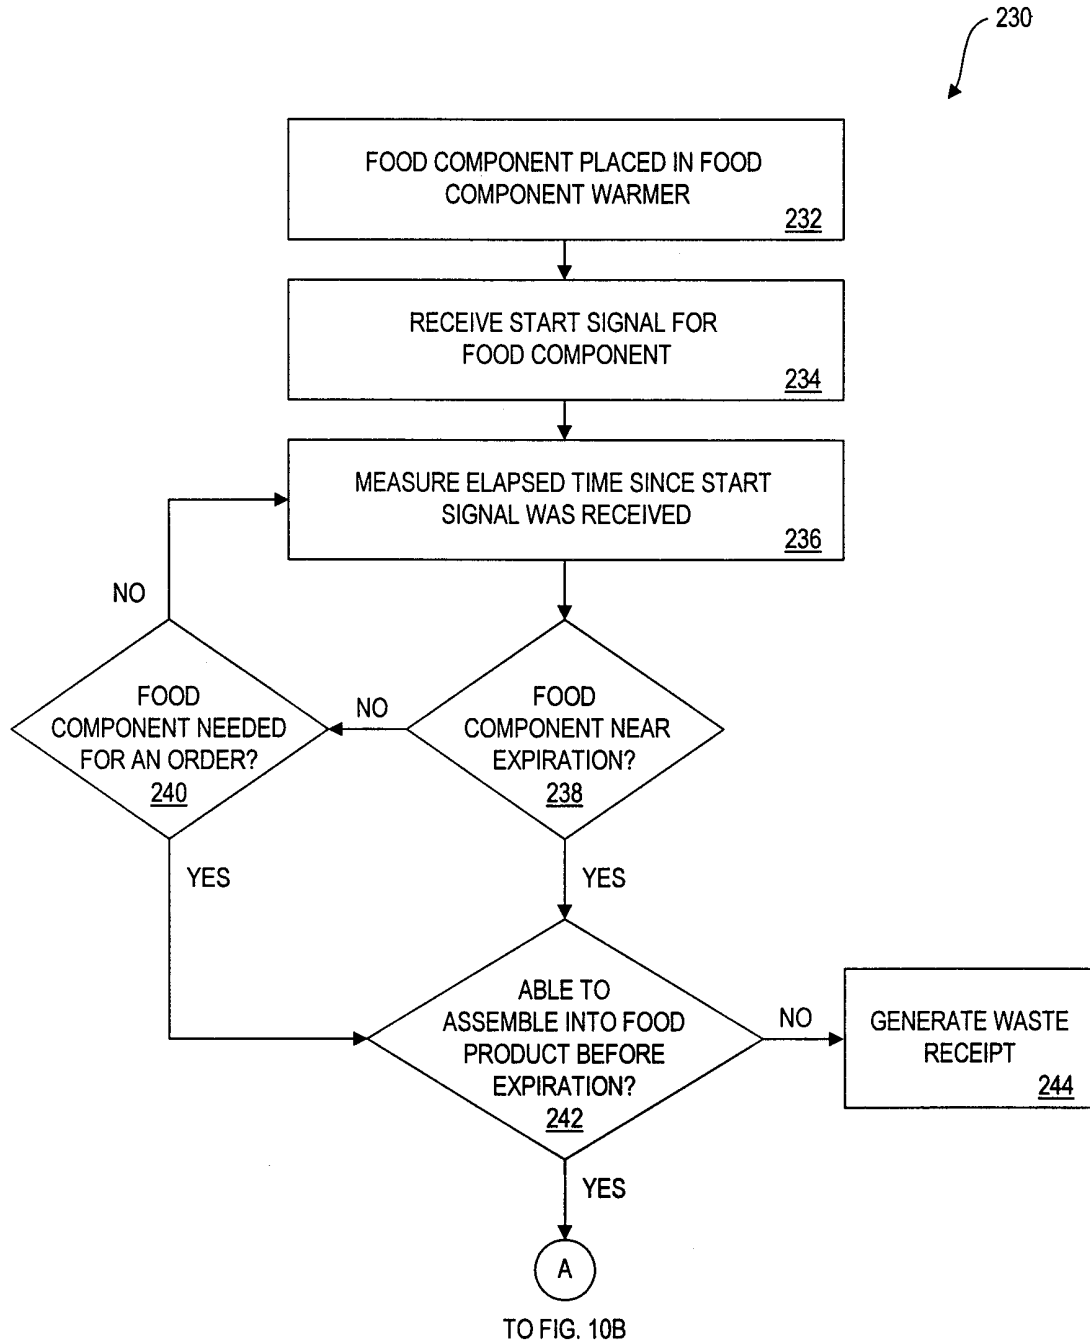 230
FOOD COMPONENT PLACED IN FOOD
COMPONENT WARMER
232
RECEIVE START SIGNAL FOR
FOOD COMPONENT
234
MEASURE ELAPSED TIME SINCE START
SIGNAL WAS RECEIVED
236
NO
FOOD
COMPONENT NEEDED
FOR AN ORDER?
240
NO
FOOD
COMPONENT NEAR
EXPIRATION?
238
YES
YES
ABLE TO
ASSEMBLE INTO FOOD
PRODUCT BEFORE
EXPIRATION?
242
NO
GENERATE WASTE
RECEIPT
244
YES
A
TO FIG. 10B